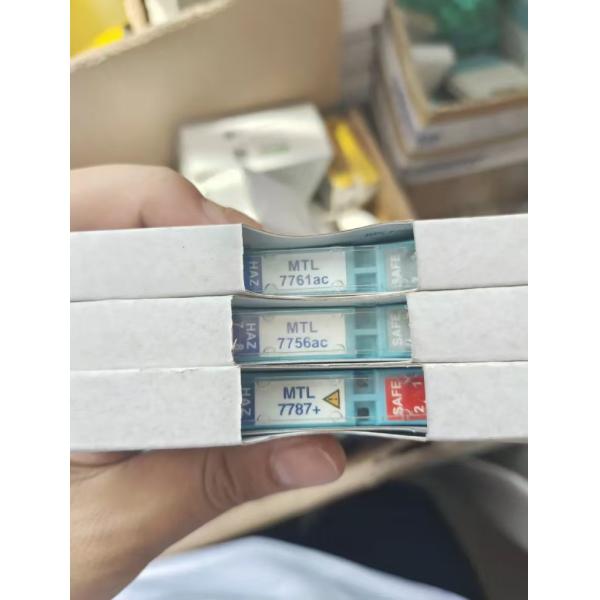 HAZ
MTL
7761ac
SAFE
HAZ
MTL
7756ac
SAFE
HAZ
MTL
7787+
SAFE
2 1